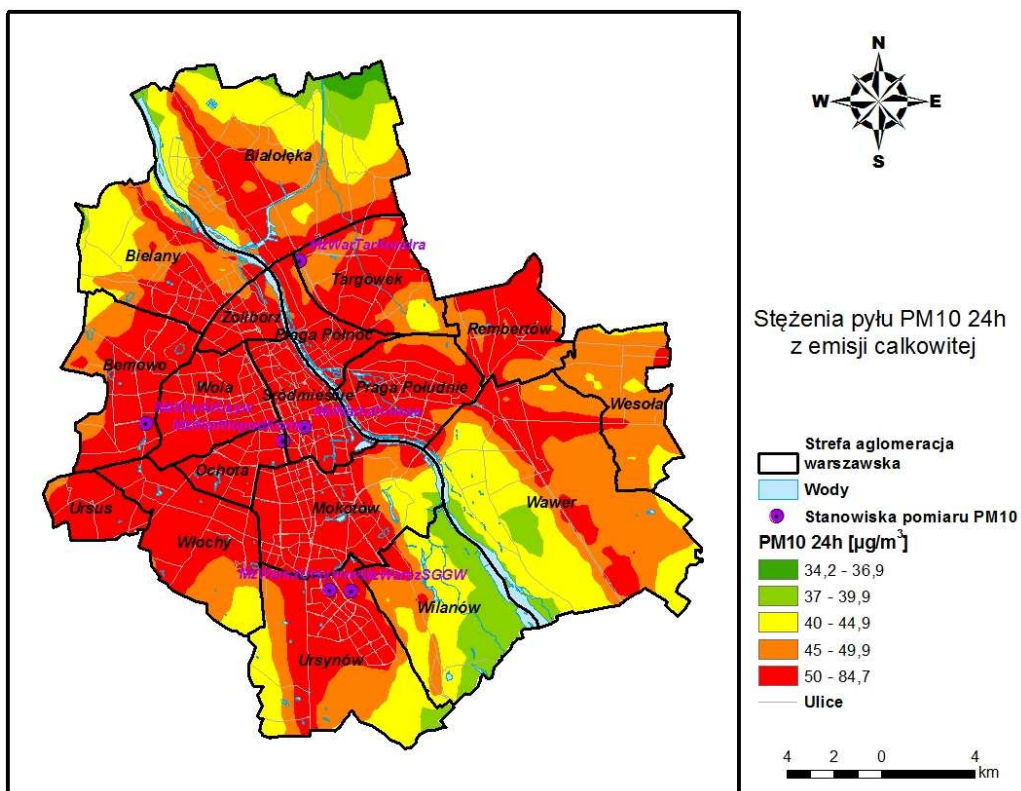 N
W E
S
Białołęka
MzWarTarKondra
Bielany
Targówek
Żoliborz
Praga Północ
Rembertów
Bemowo
Wola
Śródmieście
Praga Południe
Wesoła
Ochota
Ursus
Mokotów
Wawer
Włochy
MzWarszSGGW
Wilanów
Ursynów
Stężenia pyłu PM10 24h
z emisji calkowitej
Strefa aglomeracja
warszawska
Wody
Stanowiska pomiaru PM10
PM10 24h [µg/m³]
34,2 - 36,9
37 - 39,9
40 - 44,9
45 - 49,9
50 - 84,7
Ulice
4 2 0 4
km